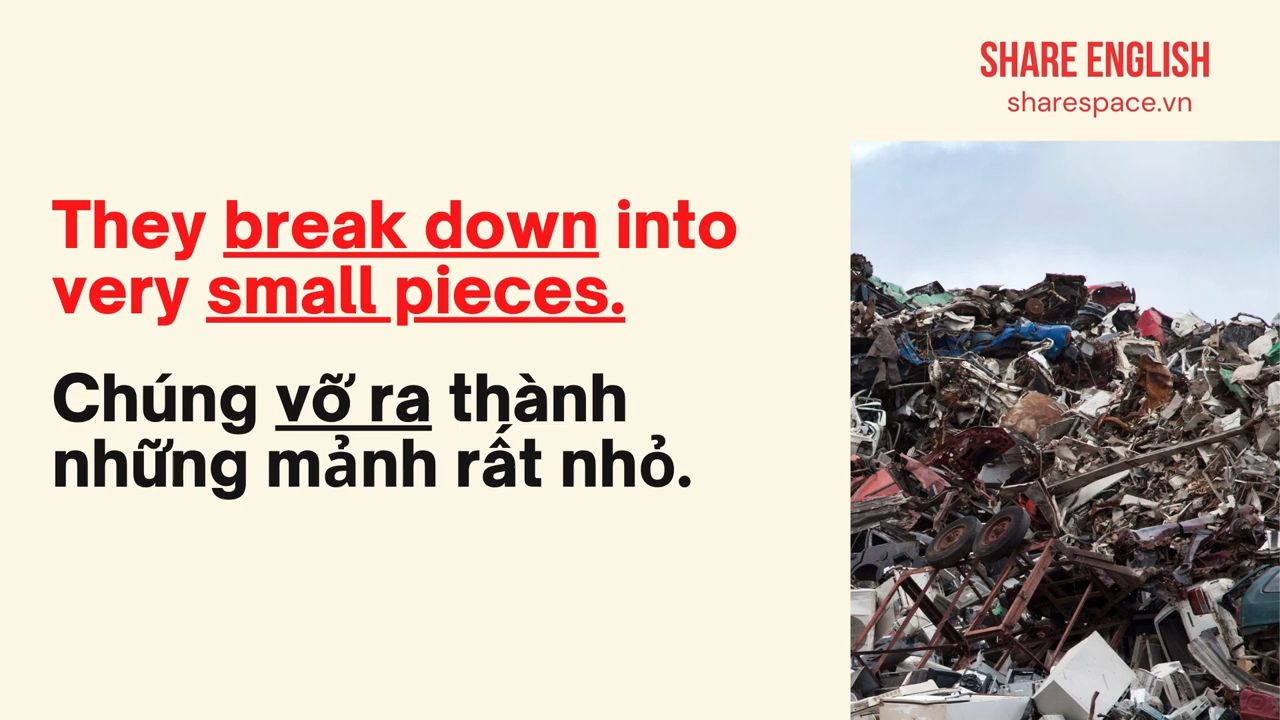 SHARE ENGLISH
sharespace.vn
They break down into
very small pieces.
Chúng vỡ ra thành
những mảnh rất nhỏ.